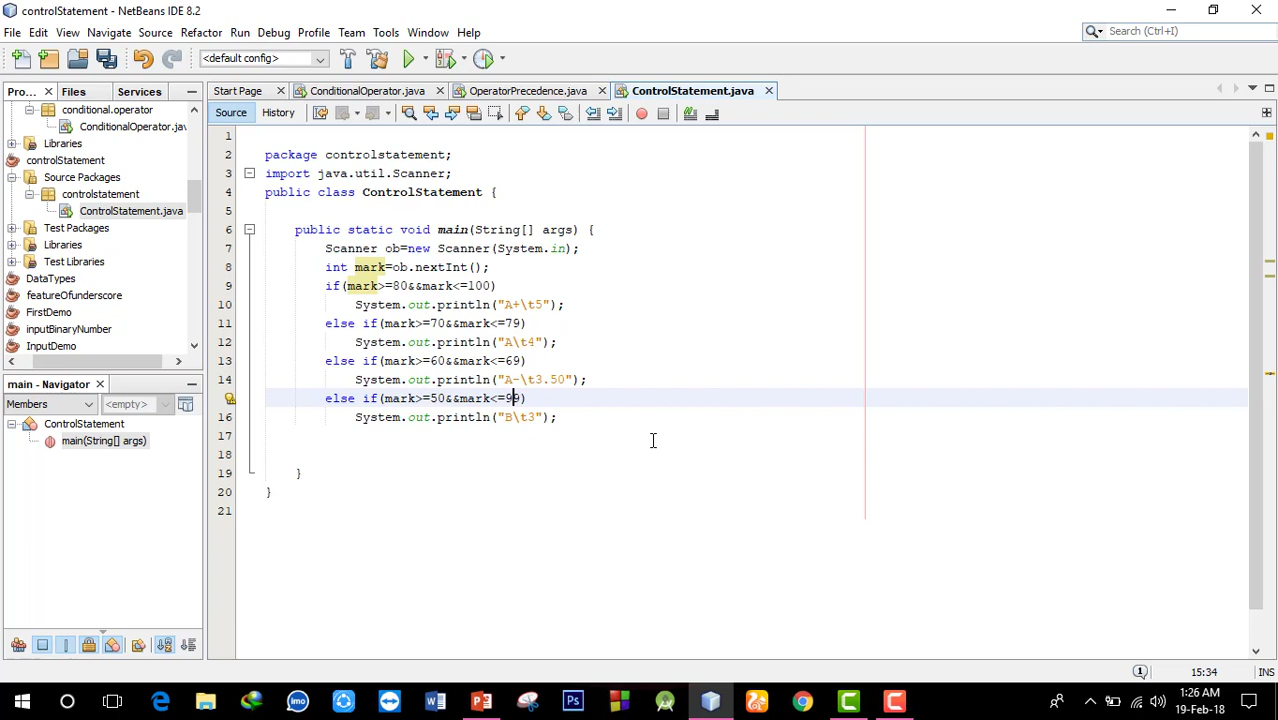 controlStatement - NetBeans IDE 8.2
File Edit View Navigate Source Refactor Run Debug Profile Team Tools Window Help
Search (Ctrl+I)
<default config>
Pro... Files Services
Start Page ConditionalOperator.java OperatorPrecedence.java ControlStatement.java
Source History
conditional.operator
ConditionalOperator.jav
Libraries
controlStatement
Source Packages
controlstatement
ControlStatement.java
Test Packages
Libraries
Test Libraries
DataTypes
featureOfunderscore
FirstDemo
inputBinaryNumber
InputDemo
main - Navigator
Members <empty>
ControlStatement
main(String[] args)
1
2 package controlstatement;
3 import java.util.Scanner;
4 public class ControlStatement {
5
6 public static void main(String[] args) {
7 Scanner ob=new Scanner(System.in);
8 int mark=ob.nextInt();
9 if(mark>=80&&mark<=100)
10 System.out.println("A+\t5");
11 else if(mark>=70&&mark<=79)
12 System.out.println("A\t4");
13 else if(mark>=60&&mark<=69)
14 System.out.println("A-\t3.50");
else if(mark>=50&&mark<=99)
16 System.out.println("B\t3");
17
18
19 }
20 }
21
1 15:34 INS
imo Ps
1:26 AM
19-Feb-18